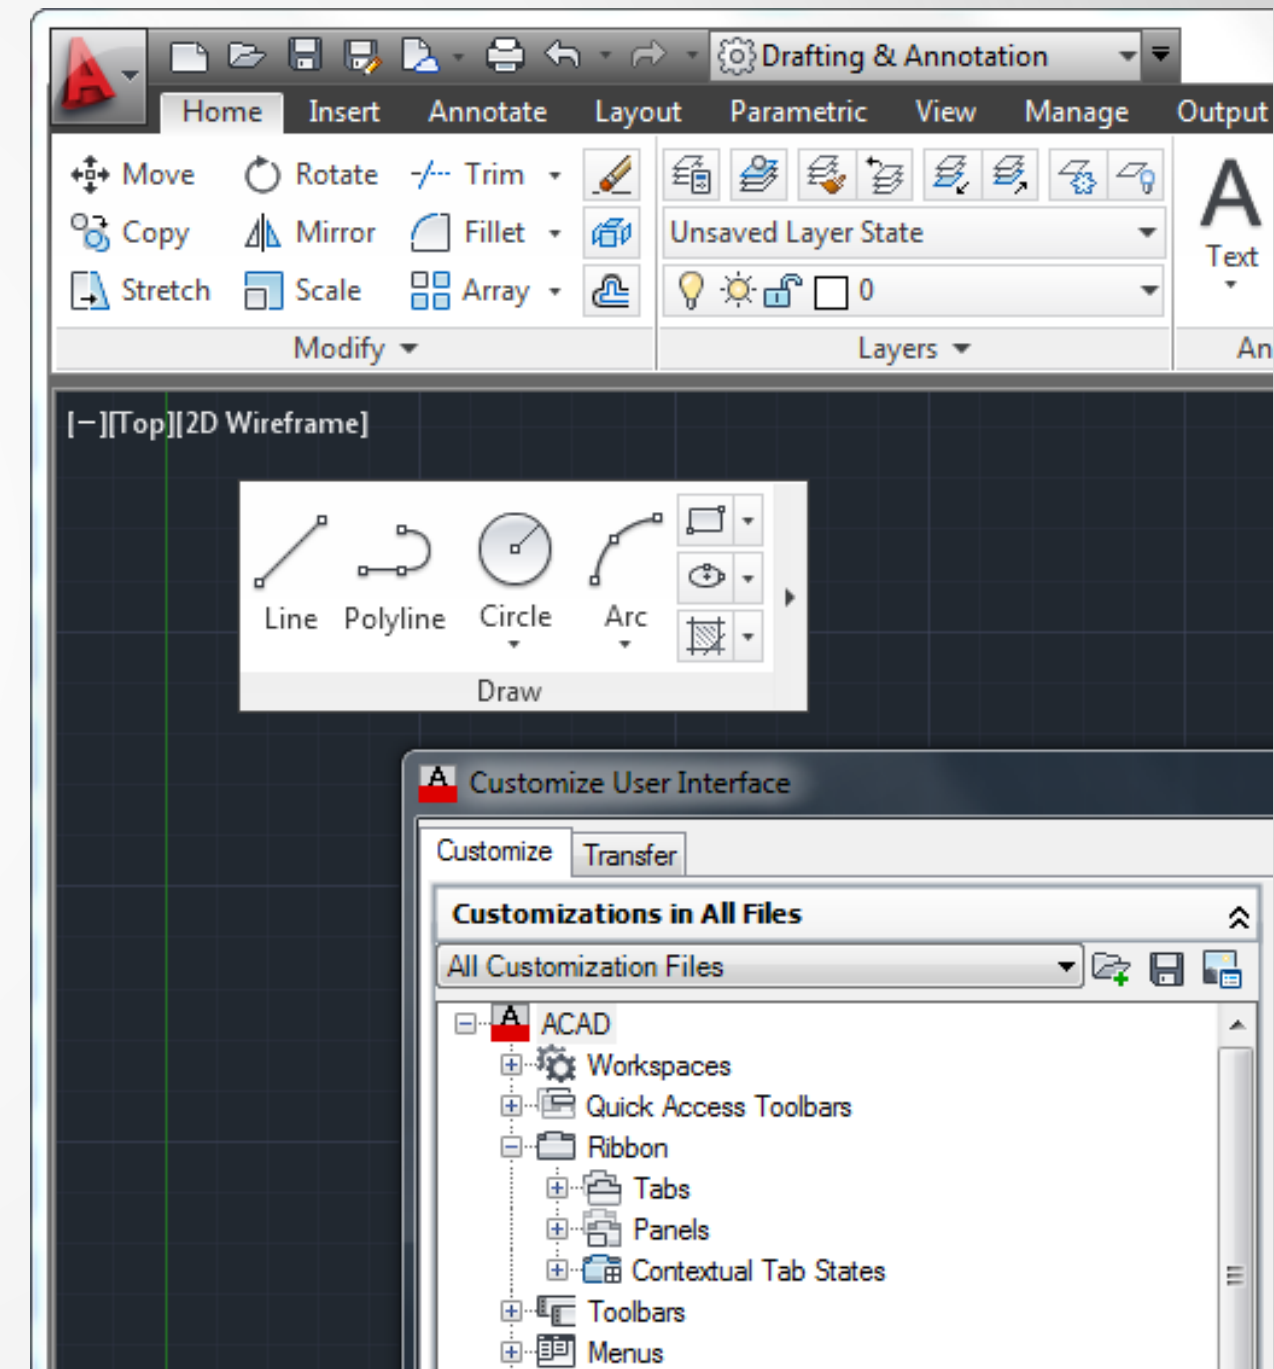 Drafting & Annotation
Home Insert Annotate Layout Parametric View Manage Output
Move Rotate Trim
Copy Mirror Fillet Unsaved Layer State
Text
Stretch Scale Array 0
Modify Layers An
[−][Top][2D Wireframe]
Line Polyline Circle Arc
Draw
Customize User Interface
Customize Transfer
Customizations in All Files
All Customization Files
ACAD
Workspaces
Quick Access Toolbars
Ribbon
Tabs
Panels
Contextual Tab States
Toolbars
Menus